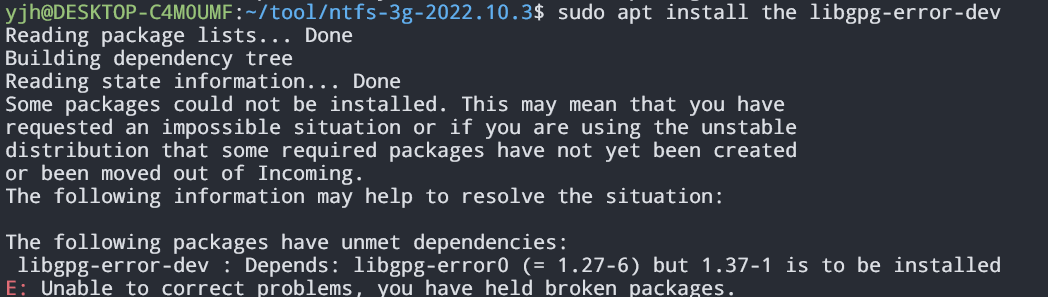 yjh@DESKTOP-C4M0UMF:~/tool/ntfs-3g-2022.10.3$ sudo apt install the libgpg-error-dev
Reading package lists... Done
Building dependency tree
Reading state information... Done
Some packages could not be installed. This may mean that you have
requested an impossible situation or if you are using the unstable
distribution that some required packages have not yet been created
or been moved out of Incoming.
The following information may help to resolve the situation:

The following packages have unmet dependencies:
 libgpg-error-dev : Depends: libgpg-error0 (= 1.27-6) but 1.37-1 is to be installed
E: Unable to correct problems, you have held broken packages.